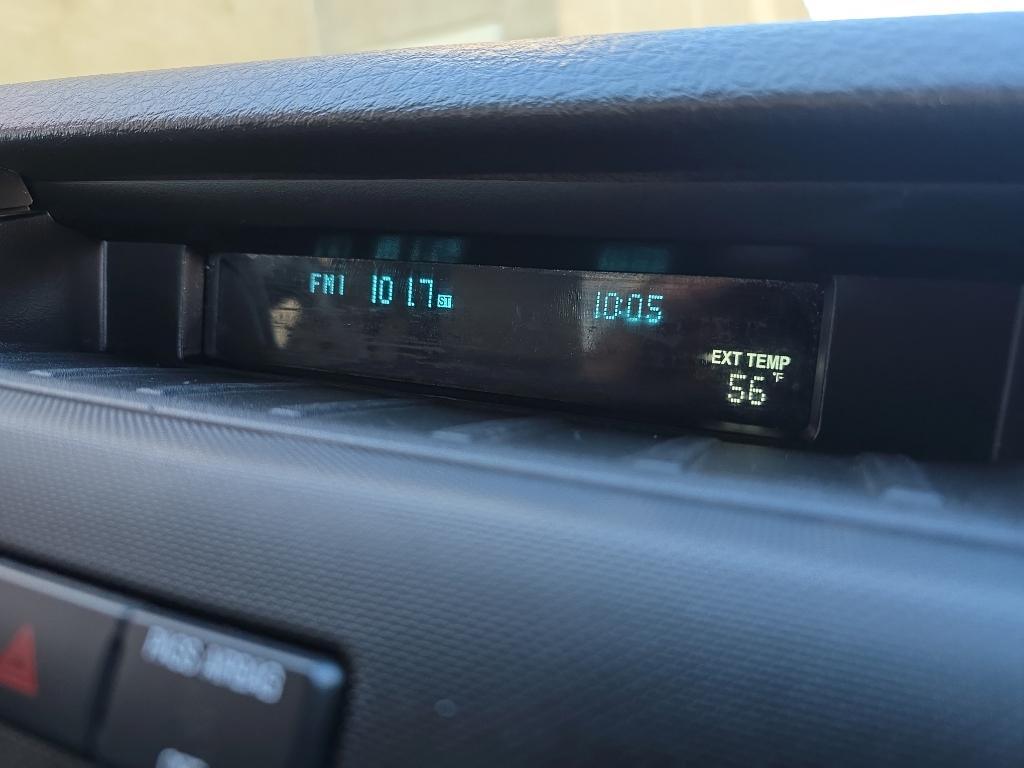 FM1 101.7 ST 10:05
EXT TEMP
56 °F
PASS AIRBAG